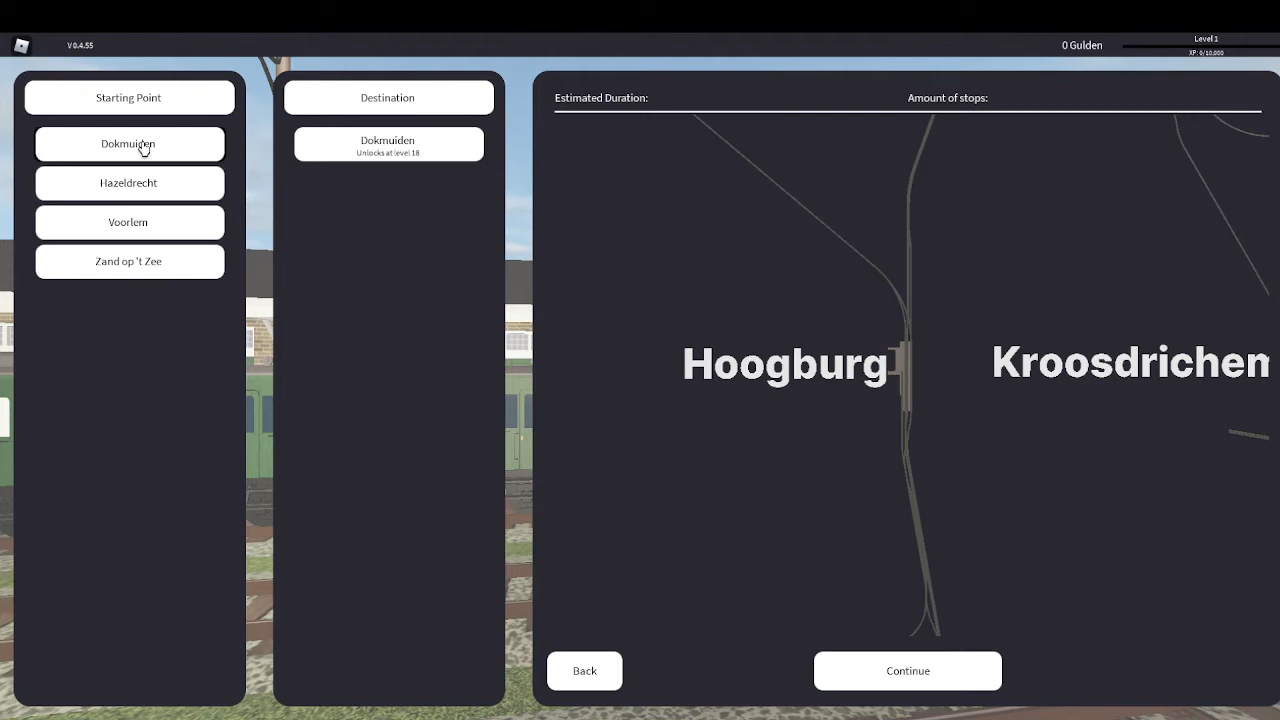 V 0.4.55
0 Gulden
Level 1
XP: 0/10,000
Starting Point
Dokmuiden
Hazeldrecht
Voorlem
Zand op 't Zee
Destination
Dokmuiden
Unlocks at level 18
Estimated Duration:
Amount of stops:
Hoogburg
Kroosdrichen
Back
Continue